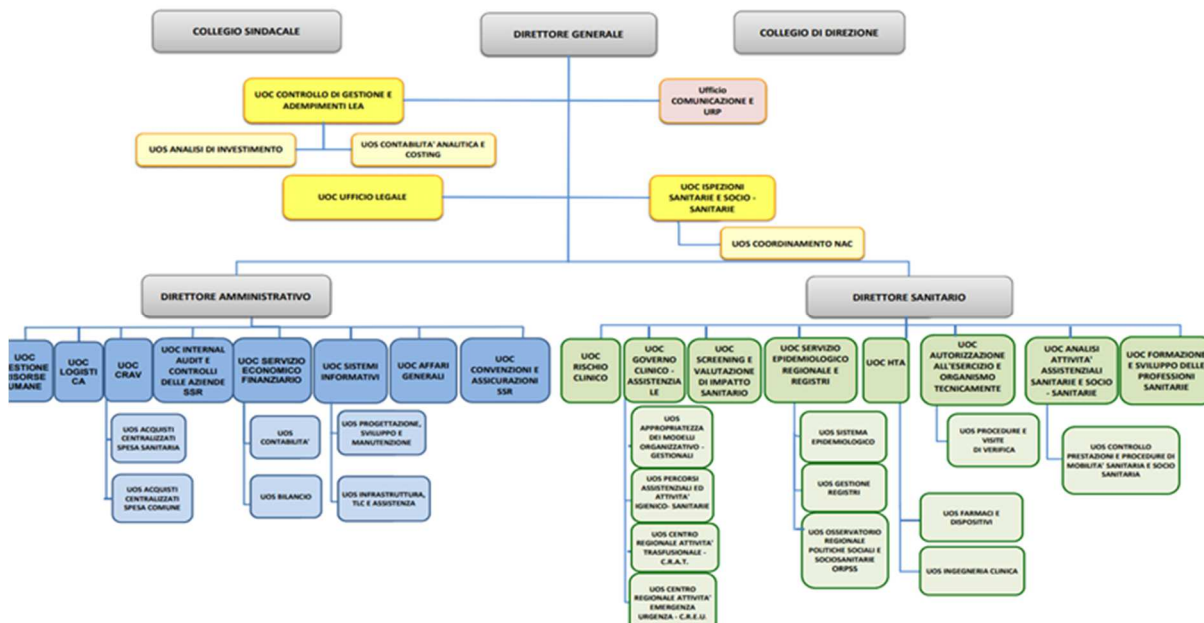 COLLEGIO SINDACALE
DIRETTORE GENERALE
COLLEGIO DI DIREZIONE
UOC CONTROLLO DI GESTIONE E
ADEMPIMENTI LEA
Ufficio
COMUNICAZIONE E
URP
UOS ANALISI DI INVESTIMENTO
UOS CONTABILITA' ANALITICA E
COSTING
UOC UFFICIO LEGALE
UOC ISPEZIONI
SANITARIE E SOCIO -
SANITARIE
UOS COORDINAMENTO NAC
DIRETTORE AMMINISTRATIVO
DIRETTORE SANITARIO
UOC
ESTIONE
RISORSE
UMANE
UOC
LOGISTI
CA
UOC
CRAV
UOC INTERNAL
AUDIT E
CONTROLLI
DELLE AZIENDE
SSR
UOC SERVIZIO
ECONOMICO
FINANZIARIO
UOC SISTEMI
INFORMATIVI
UOC AFFARI
GENERALI
UOC
CONVENZIONI E
ASSICURAZIONI
SSR
UOC
RISCHIO
CLINICO
UOC
GOVERNO
CLINICO -
ASSISTENZIA
LE
UOC
SCREENING E
VALUTAZIONE
DI IMPATTO
SANITARIO
UOC SERVIZIO
EPIDEMIOLOGICO
REGIONALE E
REGISTRI
UOC HTA
UOC
AUTORIZZAZIONE
ALL'ESERCIZIO E
ORGANISMO
TECNICAMENTE
UOC ANALISI
ATTIVITA'
ASSISTENZIALI
SANITARIE E SOCIO
- SANITARIE
UOC FORMAZIONE
E SVILUPPO DELLE
PROFESSIONI
SANITARIE
UOS ACQUISTI
CENTRALIZZATI
SPESA SANITARIA
UOS ACQUISTI
CENTRALIZZATI
SPESA COMUNE
UOS
CONTABILITA'
UOS BILANCIO
UOS PROGETTAZIONE,
SVILUPPO E
MANUTENZIONE
UOS INFRASTRUTTURA,
TLC E ASSISTENZA
UOS
APPROPRIATEZZA
DEI MODELLI
ORGANIZZATIVO -
GESTIONALI
UOS PERCORSI
ASSISTENZIALI ED
ATTIVITA'
IGIENICO- SANITARIE
UOS CENTRO
REGIONALE ATTIVITA'
TRASFUSIONALE -
C.R.A.T.
UOS CENTRO
REGIONALE ATTIVITA'
EMERGENZA
URGENZA - C.R.E.U.
UOS SISTEMA
EPIDEMIOLOGICO
UOS GESTIONE
REGISTRI
UOS OSSERVATORIO
REGIONALE
POLITICHE SOCIALI E
SOCIOSANITARIE
ORPSS
UOS PROCEDURE E
VISITE
DI VERIFICA
UOS FARMACI E
DISPOSITIVI
UOS INGEGNERIA CLINICA
UOS CONTROLLO
PRESTAZIONI E PROCEDURE DI
MOBILITA' SANITARIA E SOCIO
SANITARIA